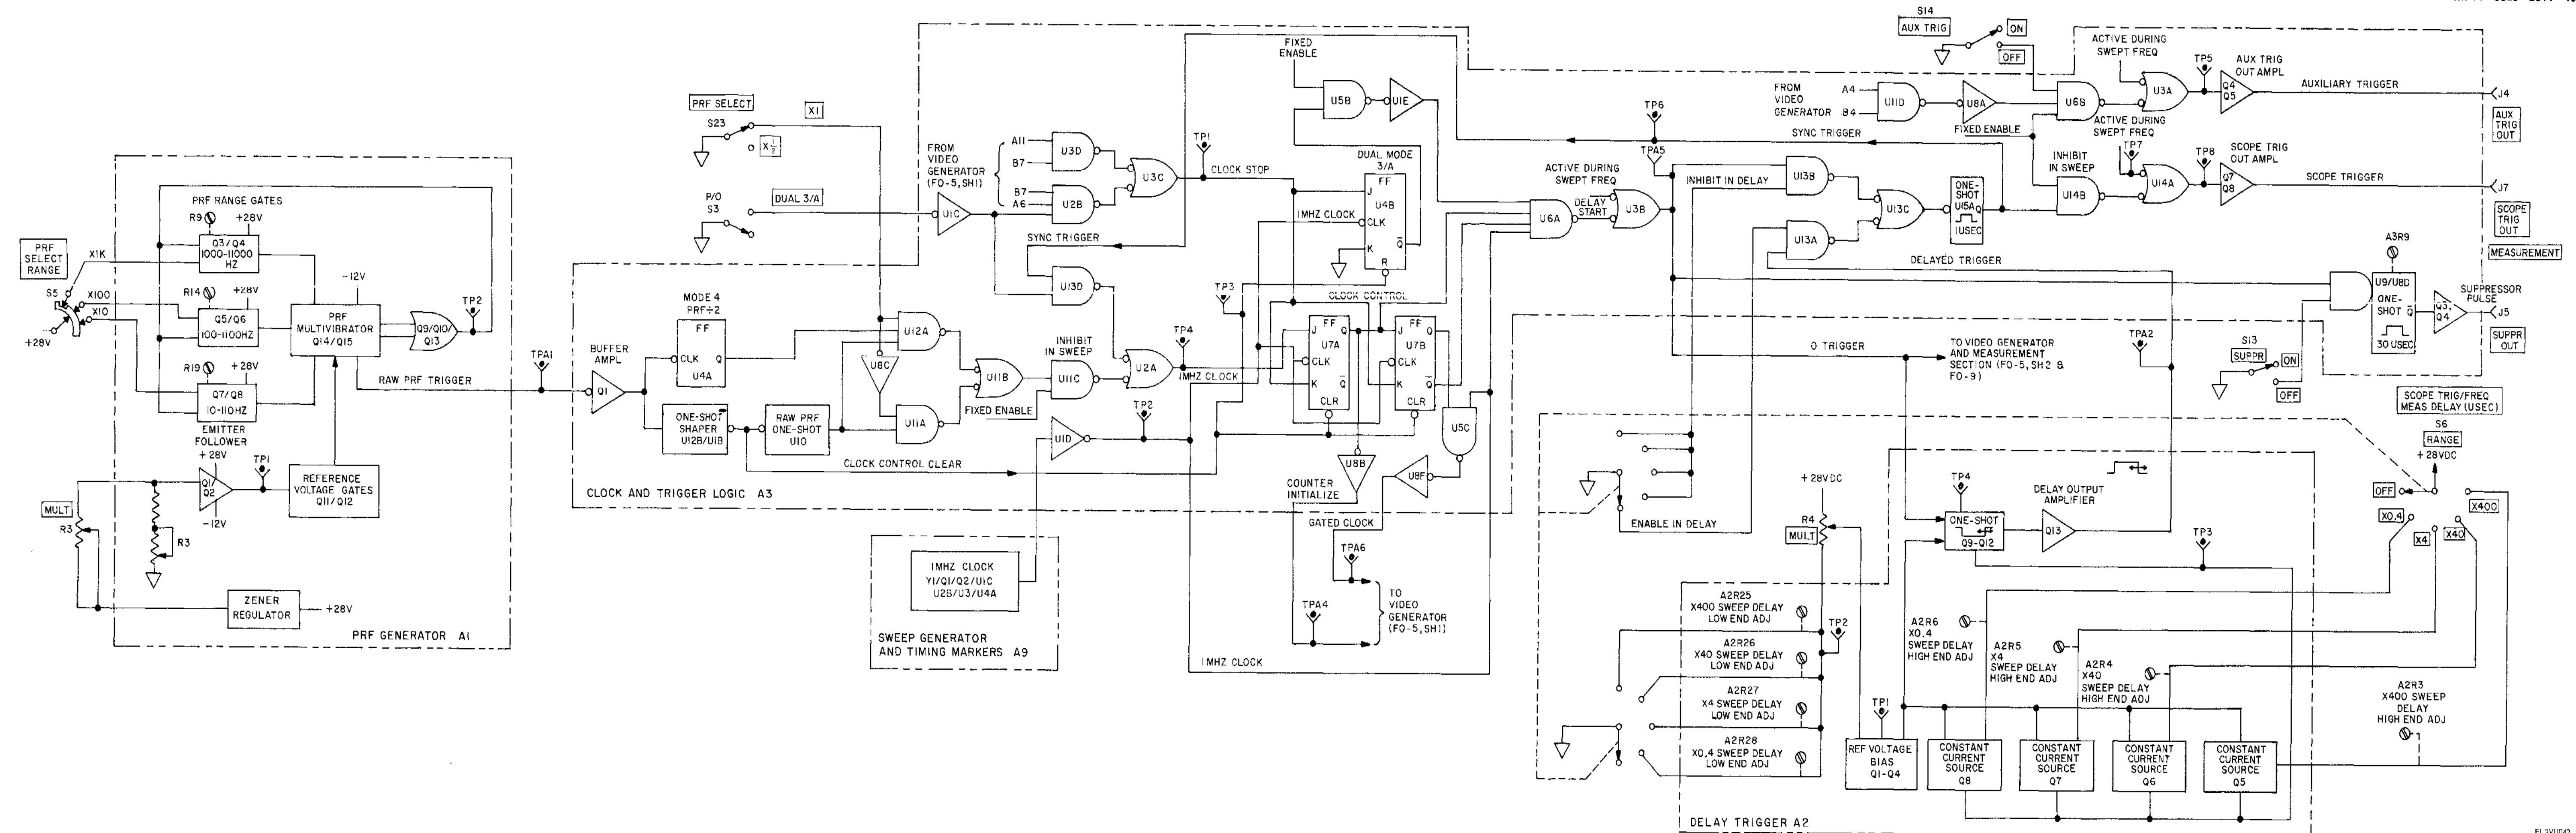 S14
AUX TRIG
ON
OFF
ACTIVE DURING
SWEPT FREQ
TP5
AUX TRIG
OUT AMPL
Q4
Q5
AUXILIARY TRIGGER
J4
AUX
TRIG
OUT
FROM
VIDEO
GENERATOR
A4
B4
U11D
U8A
U6B
U3A
FIXED ENABLE
ACTIVE DURING
SWEPT FREQ
TP7
INHIBIT
IN SWEEP
U14B
U14A
TP8
SCOPE TRIG
OUT AMPL
Q7
Q8
SCOPE TRIGGER
J7
SCOPE
TRIG
OUT
MEASUREMENT
FIXED
ENABLE
U5B
U1E
TP6
SYNC TRIGGER
TPA5
PRF SELECT
S23
X1
X 1/2
P/O
S3
DUAL 3/A
FROM
VIDEO
GENERATOR
(FO-5,SH1)
A11
B7
B7
A6
U3D
U2B
U3C
U1C
TP1
CLOCK STOP
DUAL MODE
3/A
FF
J
U4B
CLK
K
Q̅
R
1MHZ CLOCK
SYNC TRIGGER
U13D
ACTIVE DURING
SWEPT FREQ
DELAY
START
U6A
U3B
INHIBIT IN DELAY
U13B
U13A
U13C
ONE-
SHOT
U15A Q
1USEC
DELAYED TRIGGER
A3R9
U9/U8D
ONE-
SHOT Q̅
30 USEC
SUPPRESSOR
PULSE
Q3,
Q4
J5
SUPPR
OUT
S13
SUPPR
ON
OFF
PRF RANGE GATES
R9
+28V
Q3/Q4
1000-11000
HZ
R14
+28V
Q5/Q6
100-1100HZ
R19
+28V
Q7/Q8
10-110HZ
PRF
SELECT
RANGE
S5
X1K
X100
X10
+28V
-12V
PRF
MULTIVIBRATOR
Q14/Q15
Q9/Q10/
Q13
TP2
RAW PRF TRIGGER
TPA1
EMITTER
FOLLOWER
+28V
Q1/
Q2
-12V
TP1
REFERENCE
VOLTAGE GATES
Q11/Q12
MULT
R3
R3
ZENER
REGULATOR
+28V
PRF GENERATOR A1
BUFFER
AMPL
Q1
MODE 4
PRF÷2
FF
CLK
Q
U4A
ONE-SHOT
SHAPER
U12B/U1B
RAW PRF
ONE-SHOT
U10
U12A
U8C
U11A
U11B
INHIBIT
IN SWEEP
U11C
FIXED ENABLE
U2A
TP4
1MHZ CLOCK
TP3
CLOCK CONTROL
FF
J
Q
U7A
CLK
K
Q̅
CLR
FF
J
Q
U7B
CLK
K
Q̅
CLR
U5C
U1D
TP2
CLOCK CONTROL CLEAR
CLOCK AND TRIGGER LOGIC A3
COUNTER
INITIALIZE
U8B
U8F
GATED CLOCK
TPA6
TPA4
TO
VIDEO
GENERATOR
(FO-5,SH1)
1MHZ CLOCK
1MHZ CLOCK
Y1/Q1/Q2/U1C
U2B/U3/U4A
SWEEP GENERATOR
AND TIMING MARKERS A9
O TRIGGER
TO VIDEO GENERATOR
AND MEASUREMENT
SECTION (FO-5,SH2 &
FO-9)
TPA2
ENABLE IN DELAY
+28VDC
R4
MULT
TP4
ONE-SHOT
Q9-Q12
DELAY OUTPUT
AMPLIFIER
Q13
TP3
SCOPE TRIG/FREQ
MEAS DELAY (USEC)
S6
RANGE
+28VDC
OFF
X0.4
X4
X40
X400
A2R25
X400 SWEEP DELAY
LOW END ADJ
A2R26
X40 SWEEP DELAY
LOW END ADJ
A2R27
X4 SWEEP DELAY
LOW END ADJ
A2R28
X0.4 SWEEP DELAY
LOW END ADJ
TP2
TP1
A2R6
X0.4
SWEEP DELAY
HIGH END ADJ
A2R5
X4
SWEEP DELAY
HIGH END ADJ
A2R4
X40
SWEEP DELAY
HIGH END ADJ
A2R3
X400 SWEEP
DELAY
HIGH END ADJ
REF VOLTAGE
BIAS
Q1-Q4
CONSTANT
CURRENT
SOURCE
Q8
CONSTANT
CURRENT
SOURCE
Q7
CONSTANT
CURRENT
SOURCE
Q6
CONSTANT
CURRENT
SOURCE
Q5
DELAY TRIGGER A2